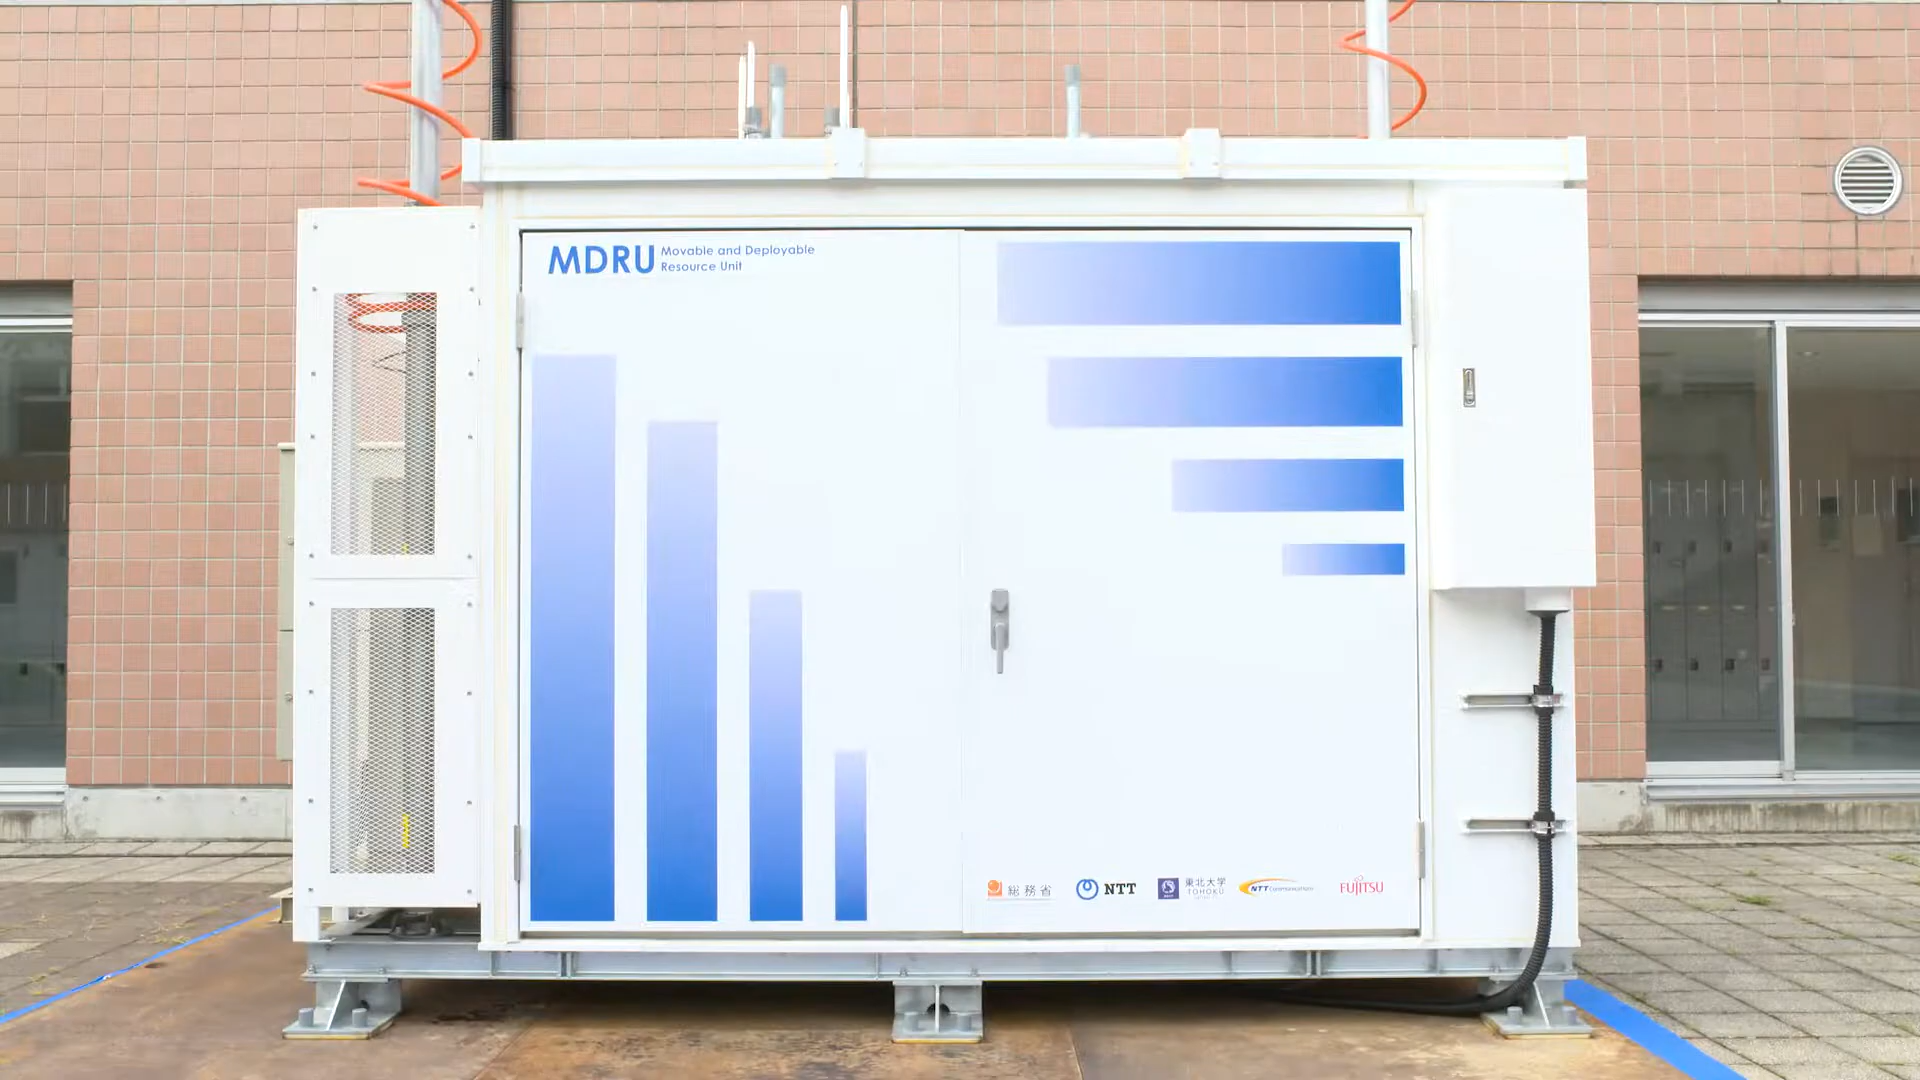 MDRU
Movable and Deployable
Resource Unit
総務省
NTT
東北大学
TOHOKU
NTT Communications
FUJITSU